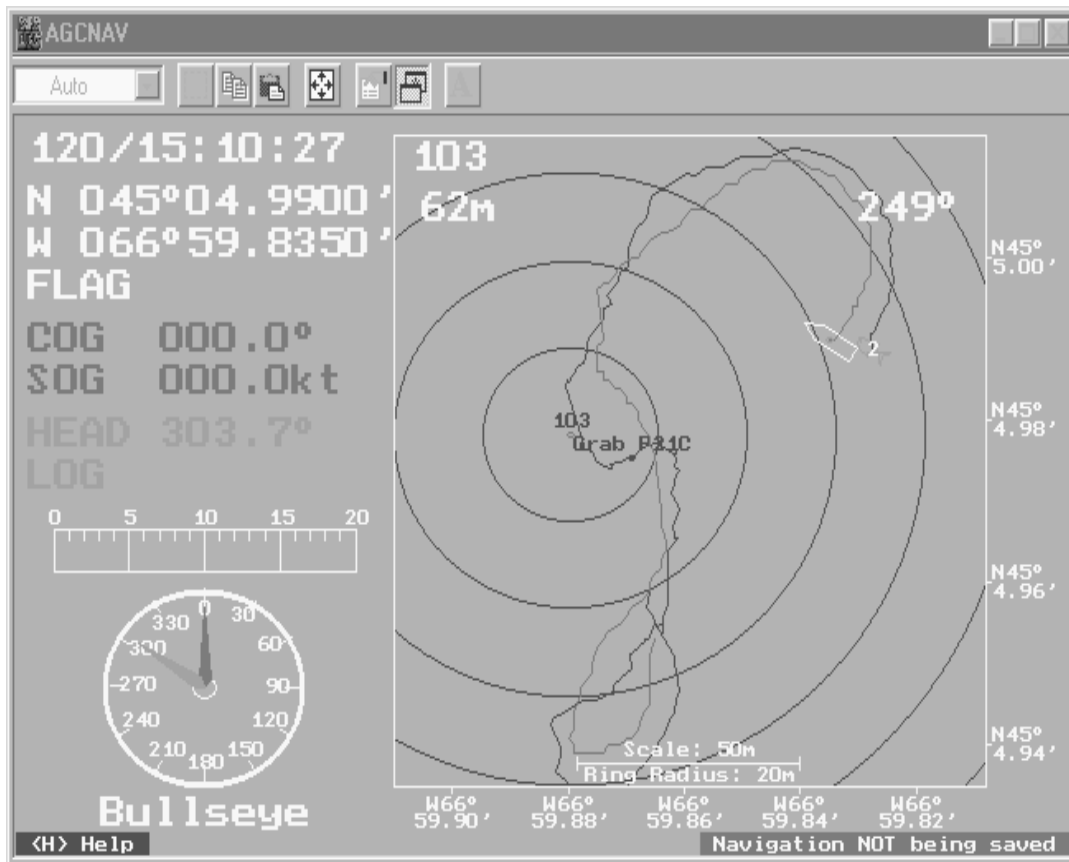 AGCNAV
Auto
A
120/15:10:27
N 045°04.9900'
W 066°59.8350'
FLAG
COG 000.0°
SOG 000.0kt
HEAD 303.7°
LOG
0 5 10 15 20
0
30
60
90
120
150
180
210
240
270
300
330
Bullseye
103
62m
249°
2
103
Grab
N45°
5.00'
N45°
4.98'
N45°
4.96'
N45°
4.94'
Scale: 50m
Ring Radius: 20m
W66° W66° W66° W66° W66°
59.90' 59.88' 59.86' 59.84' 59.82'
<H> Help
Navigation NOT being saved